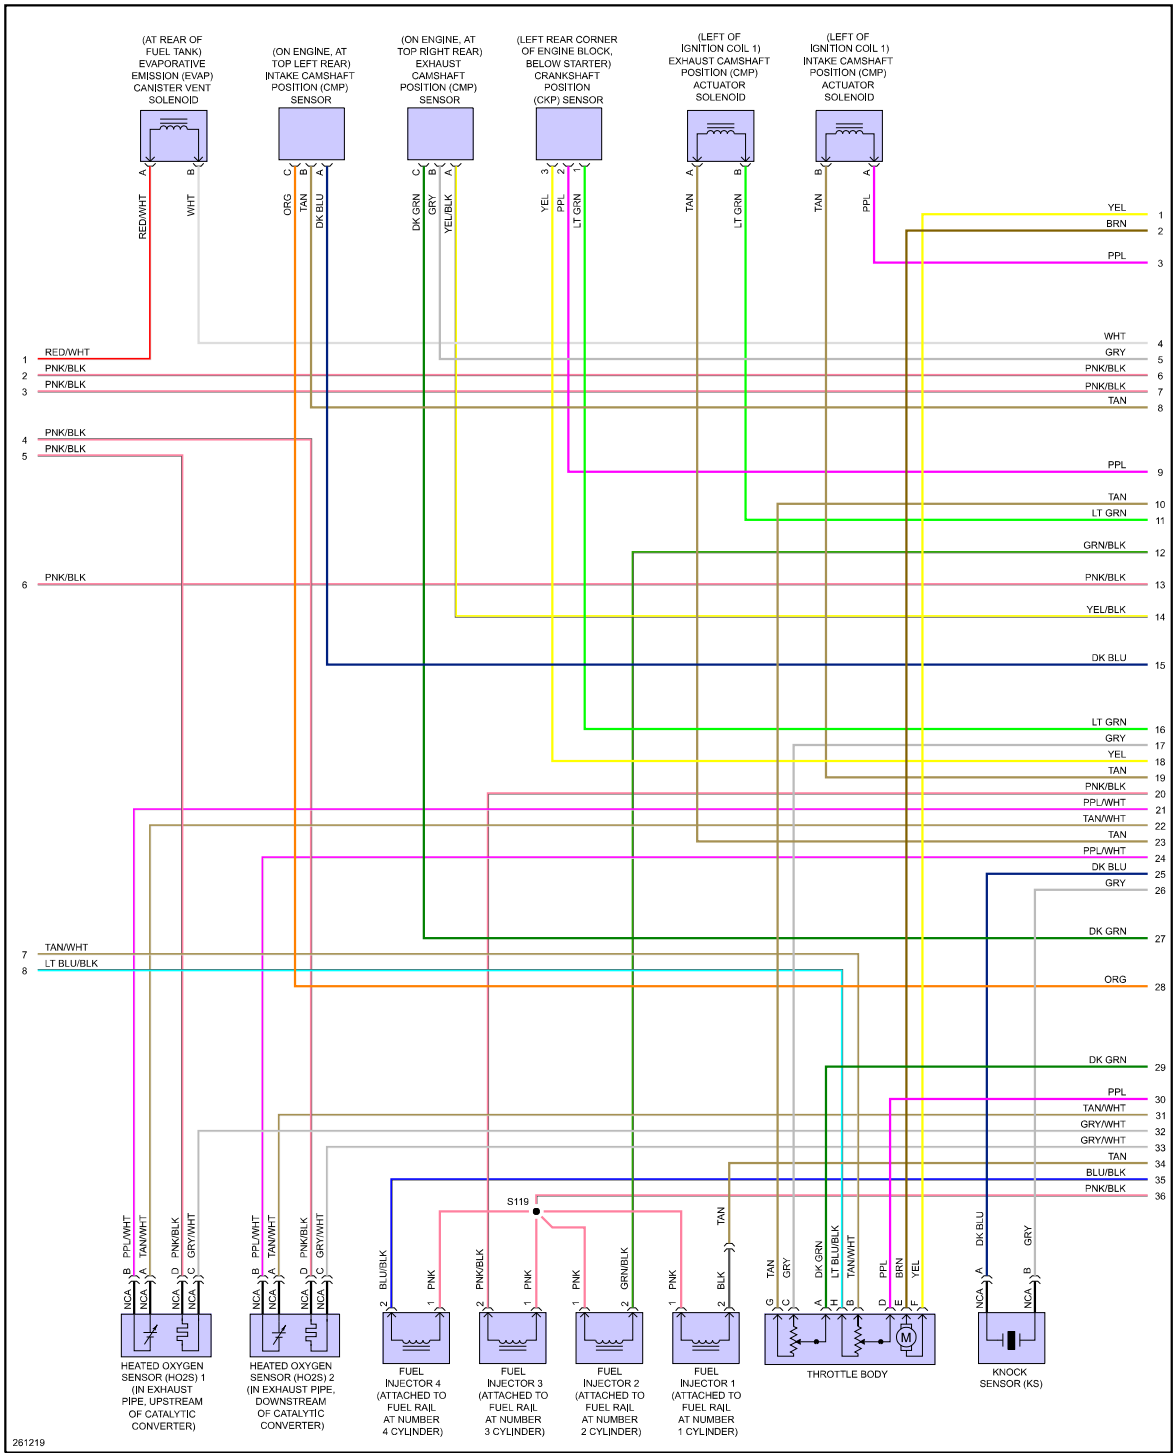 (AT REAR OF
FUEL TANK)
EVAPORATIVE
EMISSION (EVAP)
CANISTER VENT
SOLENOID
(ON ENGINE, AT
TOP LEFT REAR)
INTAKE CAMSHAFT
POSITION (CMP)
SENSOR
(ON ENGINE, AT
TOP RIGHT REAR)
EXHAUST
CAMSHAFT
POSITION (CMP)
SENSOR
(LEFT REAR CORNER
OF ENGINE BLOCK,
BELOW STARTER)
CRANKSHAFT
POSITION
(CKP) SENSOR
(LEFT OF
IGNITION COIL 1)
EXHAUST CAMSHAFT
POSITION (CMP)
ACTUATOR
SOLENOID
(LEFT OF
IGNITION COIL 1)
INTAKE CAMSHAFT
POSITION (CMP)
ACTUATOR
SOLENOID
A
B
C
B
A
C
B
A
3
2
1
A
B
B
A
RED/WHT
WHT
ORG
TAN
DK BLU
DK GRN
GRY
YEL/BLK
YEL
PPL
LT GRN
TAN
LT GRN
TAN
PPL
YEL 1
BRN 2
PPL 3
WHT 4
1 RED/WHT
GRY 5
2 PNK/BLK
PNK/BLK 6
3 PNK/BLK
PNK/BLK 7
TAN 8
4 PNK/BLK
5 PNK/BLK
PPL 9
TAN 10
LT GRN 11
GRN/BLK 12
6 PNK/BLK
PNK/BLK 13
YEL/BLK 14
DK BLU 15
LT GRN 16
GRY 17
YEL 18
TAN 19
PNK/BLK 20
PPL/WHT 21
TAN/WHT 22
TAN 23
PPL/WHT 24
DK BLU 25
GRY 26
DK GRN 27
7 TAN/WHT
8 LT BLU/BLK
ORG 28
DK GRN 29
PPL 30
TAN/WHT 31
GRY/WHT 32
GRY/WHT 33
TAN 34
BLU/BLK 35
PNK/BLK 36
S119
PPL/WHT
TAN/WHT
PNK/BLK
GRY/WHT
PPL/WHT
TAN/WHT
PNK/BLK
GRY/WHT
BLU/BLK
PNK
PNK/BLK
PNK
PNK
GRN/BLK
PNK
TAN
BLK
TAN
GRY
DK GRN
LT BLU/BLK
TAN/WHT
PPL
BRN
YEL
DK BLU
GRY
B
A
D
C
B
A
D
C
2
1
2
1
1
2
1
2
G
C
A
H
B
D
E
F
A
B
NCA
NCA
NCA
NCA
NCA
NCA
NCA
NCA
NCA
NCA
M
HEATED OXYGEN
SENSOR (HO2S) 1
(IN EXHAUST
PIPE, UPSTREAM
OF CATALYTIC
CONVERTER)
HEATED OXYGEN
SENSOR (HO2S) 2
(IN EXHAUST PIPE,
DOWNSTREAM
OF CATALYTIC
CONVERTER)
FUEL
INJECTOR 4
(ATTACHED TO
FUEL RAIL
AT NUMBER
4 CYLINDER)
FUEL
INJECTOR 3
(ATTACHED TO
FUEL RAIL
AT NUMBER
3 CYLINDER)
FUEL
INJECTOR 2
(ATTACHED TO
FUEL RAIL
AT NUMBER
2 CYLINDER)
FUEL
INJECTOR 1
(ATTACHED TO
FUEL RAIL
AT NUMBER
1 CYLINDER)
THROTTLE BODY
KNOCK
SENSOR (KS)
261219